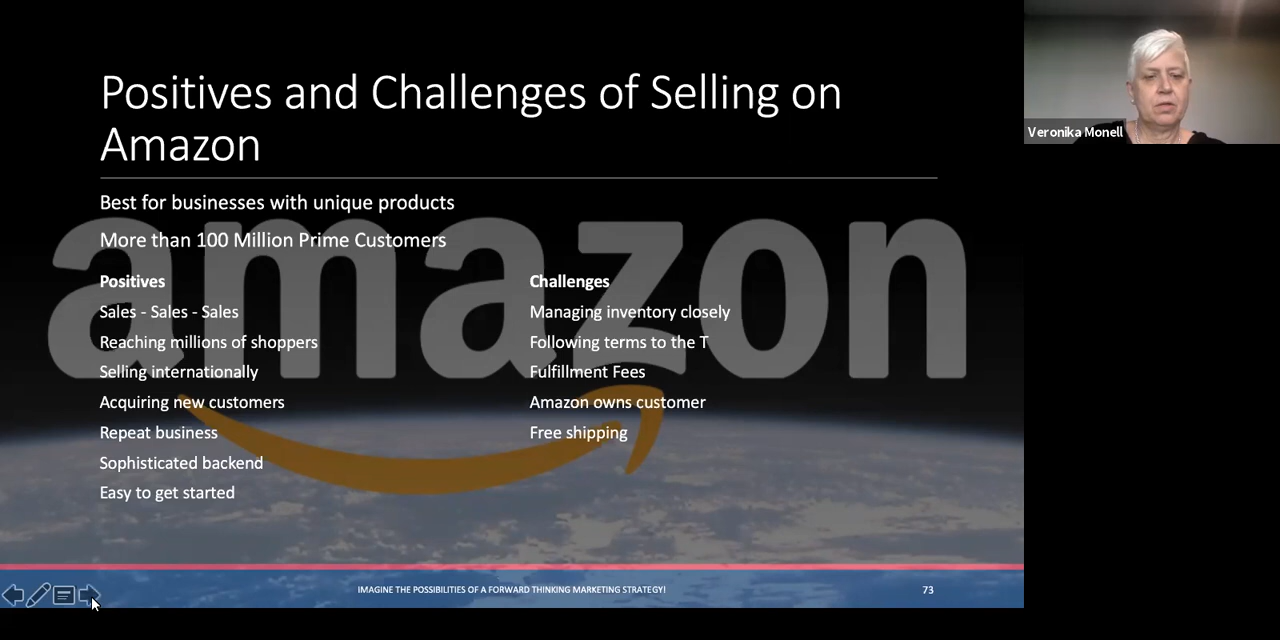 Positives and Challenges of Selling on
Amazon
Best for businesses with unique products
More than 100 Million Prime Customers
amazon
Positives
Sales - Sales - Sales
Reaching millions of shoppers
Selling internationally
Acquiring new customers
Repeat business
Sophisticated backend
Easy to get started
Challenges
Managing inventory closely
Following terms to the T
Fulfillment Fees
Amazon owns customer
Free shipping
IMAGINE THE POSSIBILITIES OF A FORWARD THINKING MARKETING STRATEGY!
73
Veronika Monell